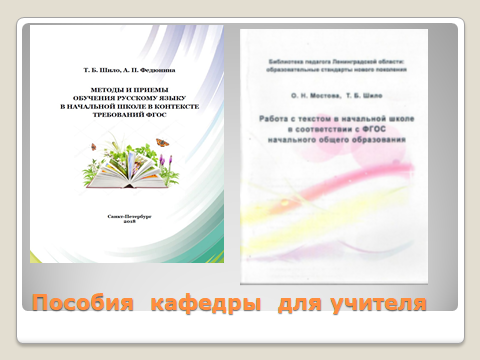 Т. Б. Шило, А. П. Федюнина
МЕТОДЫ И ПРИЕМЫ
ОБУЧЕНИЯ РУССКОМУ ЯЗЫКУ
В НАЧАЛЬНОЙ ШКОЛЕ В КОНТЕКСТЕ
ТРЕБОВАНИЙ ФГОС
Санкт-Петербург
2018
Библиотека педагога Ленинградской области:
образовательные стандарты нового поколения
О. Н. Мостова, Т. Б. Шило
Работа с текстом в начальной школе
в соответствии с ФГОС
начального общего образования
Пособия кафедры для учителя